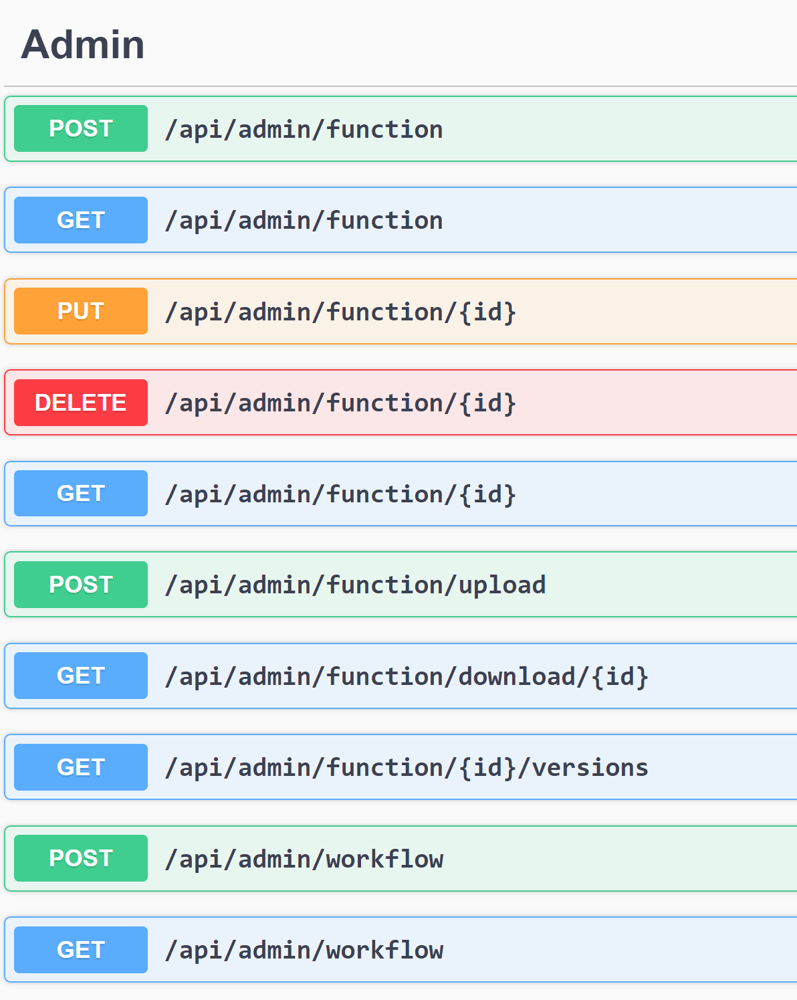 Admin
POST /api/admin/function
GET /api/admin/function
PUT /api/admin/function/{id}
DELETE /api/admin/function/{id}
GET /api/admin/function/{id}
POST /api/admin/function/upload
GET /api/admin/function/download/{id}
GET /api/admin/function/{id}/versions
POST /api/admin/workflow
GET /api/admin/workflow